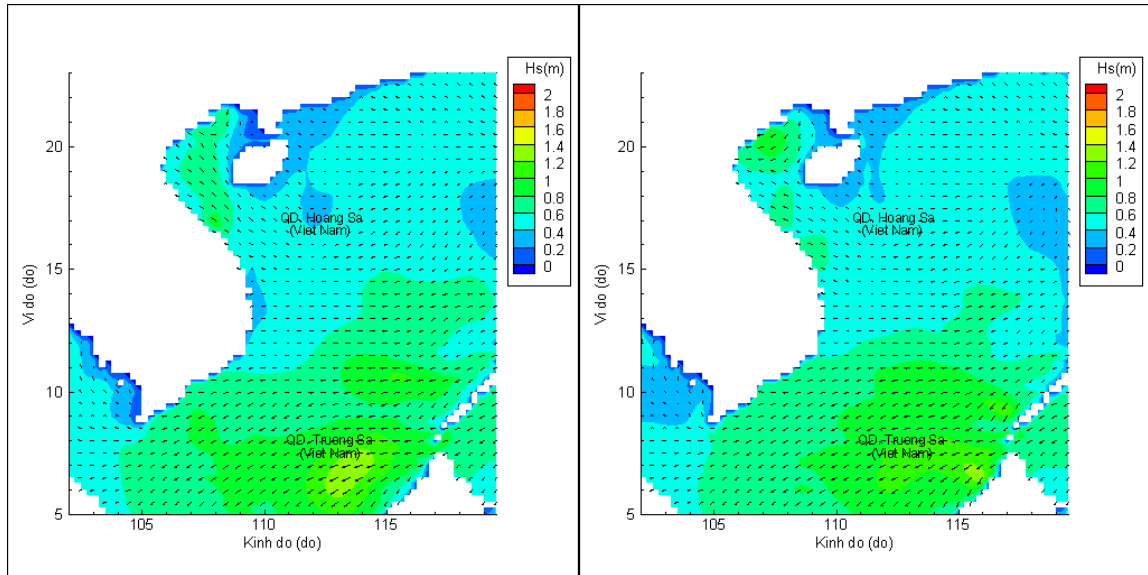 Hs(m)
2
1.8
1.6
1.4
1.2
1
0.8
0.6
0.4
0.2
0
20
15
10
5
Vi do (do)
QD. Hoang Sa
(Viet Nam)
QD. Truong Sa
(Viet Nam)
105
110
115
Kinh do (do)
Hs(m)
2
1.8
1.6
1.4
1.2
1
0.8
0.6
0.4
0.2
0
20
15
10
5
Vi do (do)
QD. Hoang Sa
(Viet Nam)
QD. Truong Sa
(Viet Nam)
105
110
115
Kinh do (do)